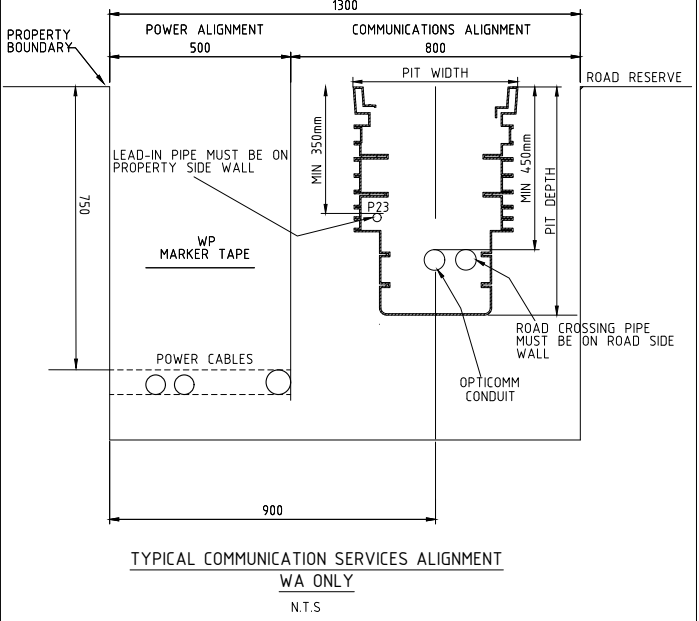 1300
POWER ALIGNMENT
COMMUNICATIONS ALIGNMENT
PROPERTY
BOUNDARY
500
800
PIT WIDTH
ROAD RESERVE
MIN 350mm
MIN 450mm
PIT DEPTH
LEAD-IN PIPE MUST BE ON
PROPERTY SIDE WALL
750
P23
WP
MARKER TAPE
ROAD CROSSING PIPE
MUST BE ON ROAD SIDE
WALL
POWER CABLES
OPTICOMM
CONDUIT
900
TYPICAL COMMUNICATION SERVICES ALIGNMENT
WA ONLY
N.T.S